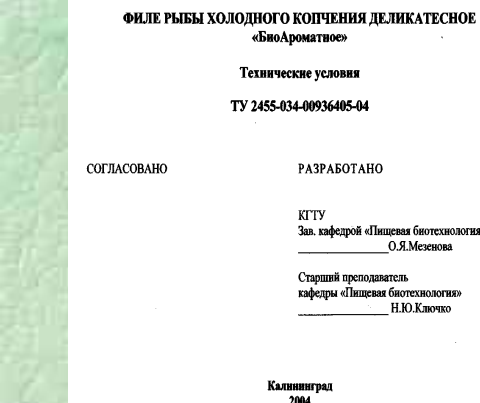 ФИЛЕ РЫБЫ ХОЛОДНОГО КОПЧЕНИЯ ДЕЛИКАТЕСНОЕ
«БиоАроматное»
Технические условия
ТУ 2455-034-00936405-04
СОГЛАСОВАНО
РАЗРАБОТАНО
КГТУ
Зав. кафедрой «Пищевая биотехнология
О.Я.Мезенова
Старший преподаватель
кафедры «Пищевая биотехнология»
Н.Ю.Ключко
Калининград
2004